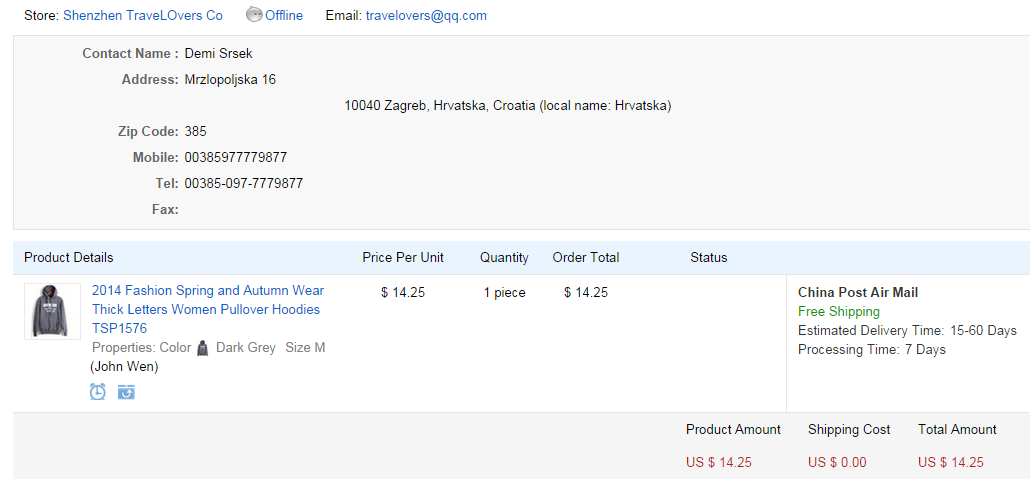 Store: Shenzhen TraveLOvers Co Offline Email: travelovers@qq.com
Contact Name : Demi Srsek
Address: Mrzlopoljska 16
10040 Zagreb, Hrvatska, Croatia (local name: Hrvatska)
Zip Code: 385
Mobile: 00385977779877
Tel: 00385-097-7779877
Fax:
Product Details Price Per Unit Quantity Order Total Status
2014 Fashion Spring and Autumn Wear $ 14.25 1 piece $ 14.25 China Post Air Mail
Thick Letters Women Pullover Hoodies Free Shipping
TSP1576 Estimated Delivery Time: 15-60 Days
Properties: Color Dark Grey Size M Processing Time: 7 Days
(John Wen)
Product Amount Shipping Cost Total Amount
US $ 14.25 US $ 0.00 US $ 14.25